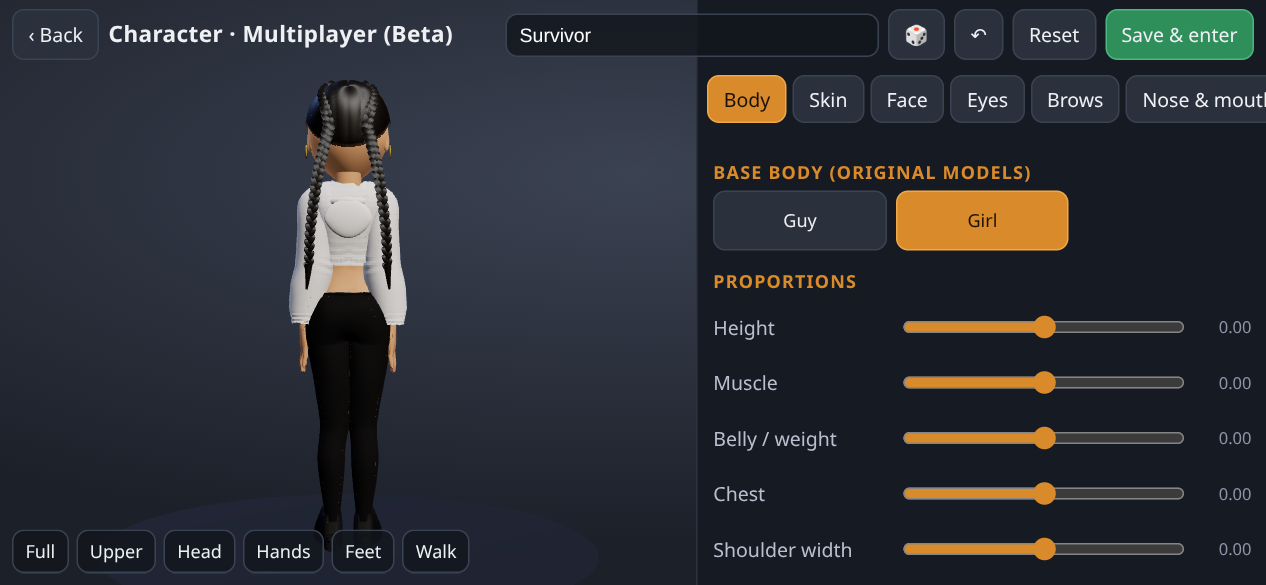 ‹ Back
Character · Multiplayer (Beta)
Survivor
Reset
Save & enter
Body
Skin
Face
Eyes
Brows
Nose & mouth
BASE BODY (ORIGINAL MODELS)
Guy
Girl
PROPORTIONS
Height 0.00
Muscle 0.00
Belly / weight 0.00
Chest 0.00
Shoulder width 0.00
Full
Upper
Head
Hands
Feet
Walk